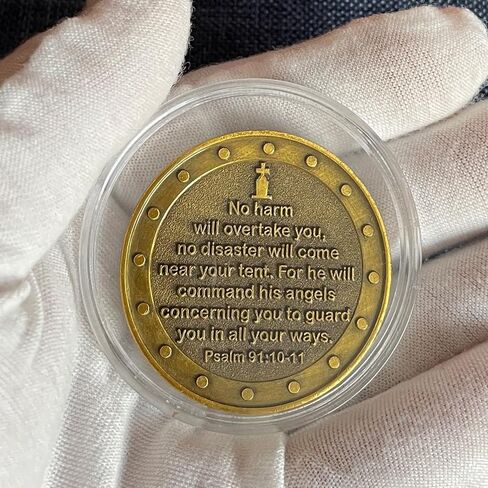 No harm
will overtake you,
no disaster will come
near your tent. For he will
command his angels
concerning you to guard
you in all your ways.
Psalm 91:10-11